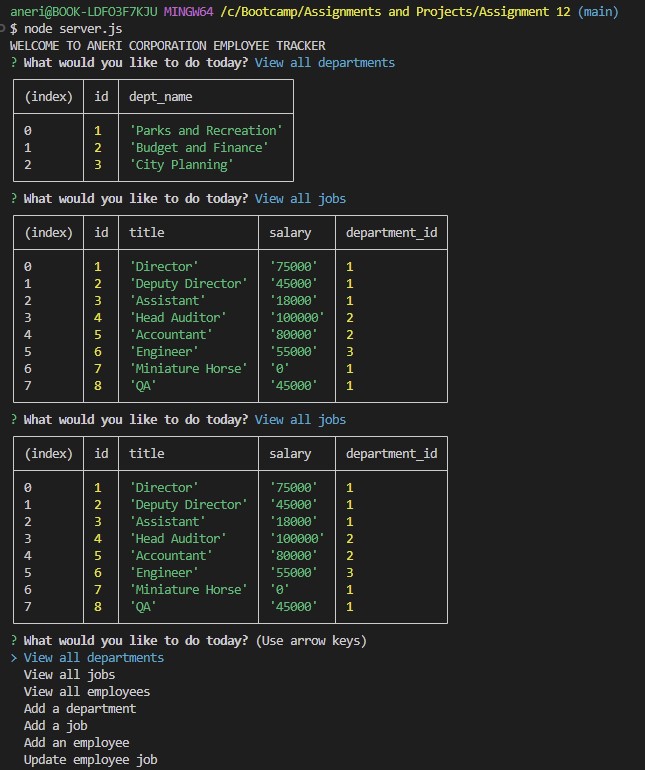 aneri@BOOK-LDFO3F7KJU MINGW64 /c/Bootcamp/Assignments and Projects/Assignment 12 (main)
$ node server.js
WELCOME TO ANERI CORPORATION EMPLOYEE TRACKER
? What would you like to do today? View all departments
(index) id dept_name
0 1 'Parks and Recreation'
1 2 'Budget and Finance'
2 3 'City Planning'
? What would you like to do today? View all jobs
(index) id title salary department_id
0 1 'Director' '75000' 1
1 2 'Deputy Director' '45000' 1
2 3 'Assistant' '18000' 1
3 4 'Head Auditor' '100000' 2
4 5 'Accountant' '80000' 2
5 6 'Engineer' '55000' 3
6 7 'Miniature Horse' '0' 1
7 8 'QA' '45000' 1
? What would you like to do today? View all jobs
(index) id title salary department_id
0 1 'Director' '75000' 1
1 2 'Deputy Director' '45000' 1
2 3 'Assistant' '18000' 1
3 4 'Head Auditor' '100000' 2
4 5 'Accountant' '80000' 2
5 6 'Engineer' '55000' 3
6 7 'Miniature Horse' '0' 1
7 8 'QA' '45000' 1
? What would you like to do today? (Use arrow keys)
> View all departments
View all jobs
View all employees
Add a department
Add a job
Add an employee
Update employee job